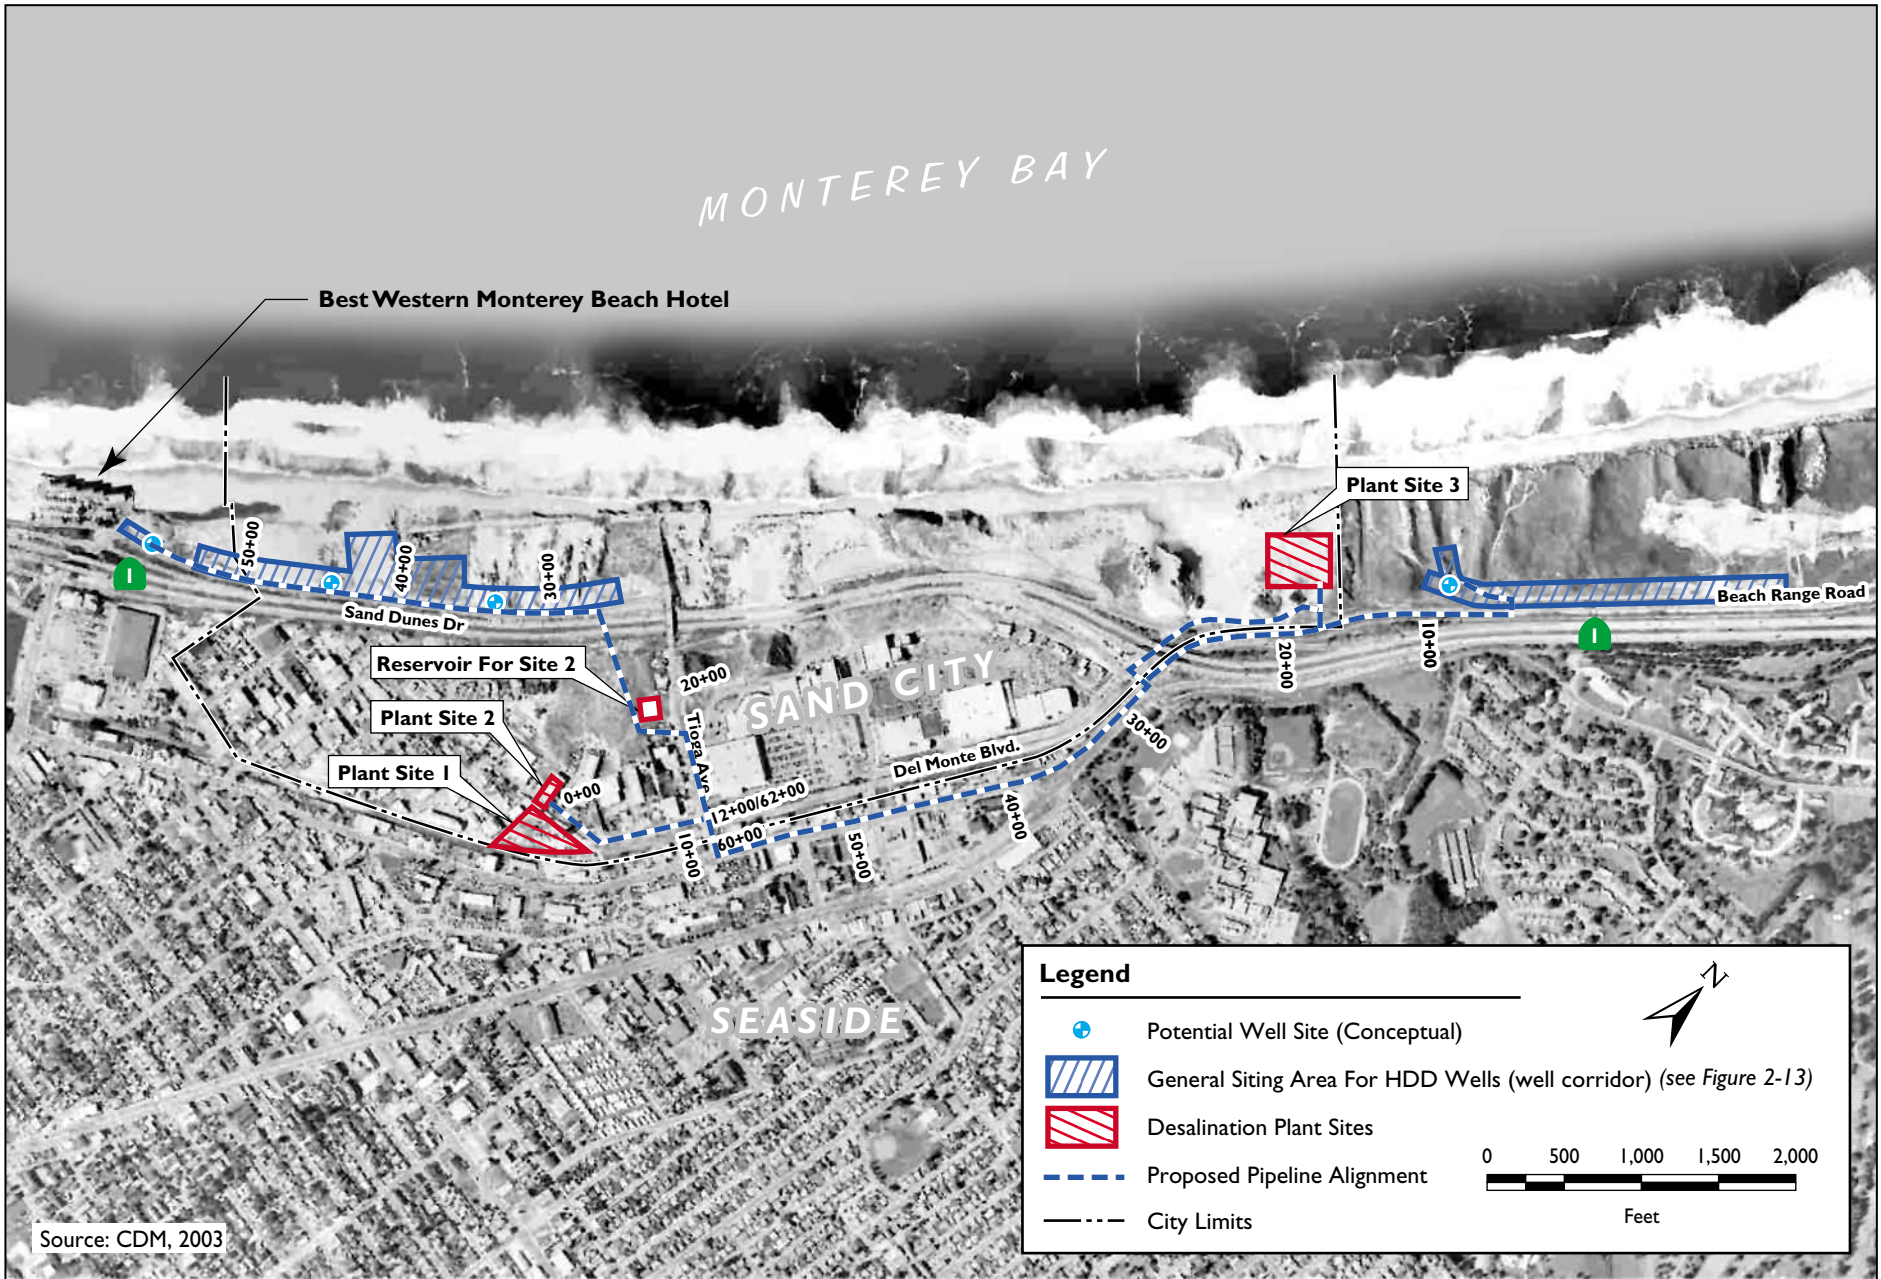 MONTEREY BAY
Best Western Monterey Beach Hotel
Plant Site 3
50+00
40+00
30+00
1
Sand Dunes Dr
Beach Range Road
1
10+00
20+00
Reservoir For Site 2
20+00
SAND CITY
Plant Site 2
Tioga Ave
30+00
Del Monte Blvd.
Plant Site 1
0+00
12+00/62+00
40+00
60+00
10+00
50+00
SEASIDE
Legend
N
Potential Well Site (Conceptual)
General Siting Area For HDD Wells (well corridor) (see Figure 2-13)
Desalination Plant Sites
Proposed Pipeline Alignment
City Limits
0 500 1,000 1,500 2,000
Feet
Source: CDM, 2003